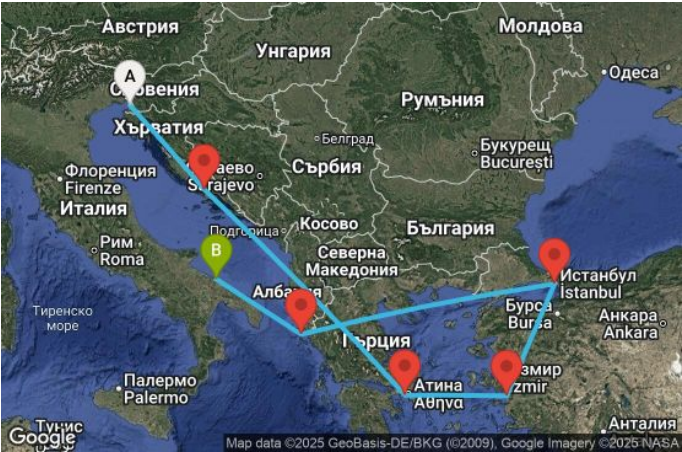 Австрия
Молдова
Унгария
A
Словения
Одеса
Румъния
Хърватия
Белград
Букурещ
București
Флоренция
Firenze
Сърбия
Sarajevo
Италия
Подгорица
Косово
България
Рим
Roma
B
Северна
Македония
Истанбул
İstanbul
Албания
Бурса
Bursa
Анкара
Ankara
Тиренско
море
Гърция
Палермо
Palermo
Атина
Αθήνα
Измир
İzmir
Тунис
Анталия
Google
Map data ©2025 GeoBasis-DE/BKG (©2009), Google Imagery ©2025 NASA